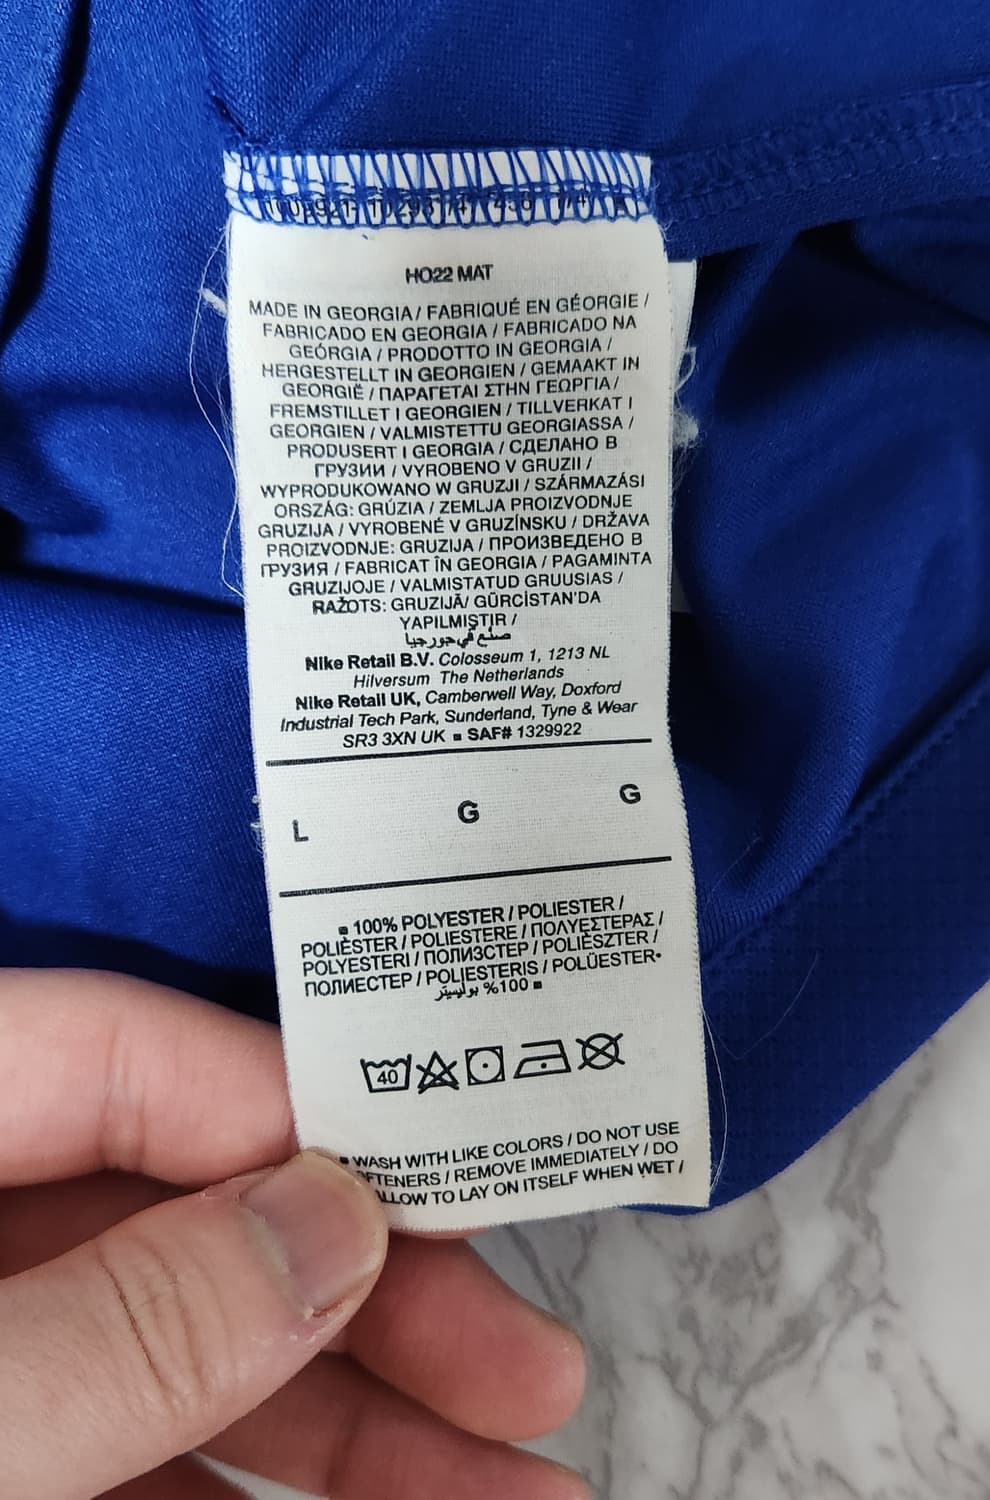 HO22 MAT
MADE IN GEORGIA / FABRIQUÉ EN GÉORGIE /
FABRICADO EN GEORGIA / FABRICADO NA
GEÓRGIA / PRODOTTO IN GEORGIA /
HERGESTELLT IN GEORGIEN / GEMAAKT IN
GEORGIË / ΠΑΡΑΓΕΤΑΙ ΣΤΗΝ ΓΕΩΡΓΙΑ /
FREMSTILLET I GEORGIEN / TILLVERKAT I
GEORGIEN / VALMISTETTU GEORGIASSA /
PRODUSERT I GEORGIA / СДЕЛАНО В
ГРУЗИИ / VYROBENO V GRUZII /
WYPRODUKOWANO W GRUZJI / SZÁRMAZÁSI
ORSZÁG: GRÚZIA / ZEMLJA PROIZVODNJE
GRUZIJA / VYROBENÉ V GRUZÍNSKU / DRŽAVA
PROIZVODNJE: GRUZIJA / ПРОИЗВЕДЕНО В
ГРУЗИЯ / FABRICAT ÎN GEORGIA / PAGAMINTA
GRUZIJOJE / VALMISTATUD GRUUSIAS /
RAŽOTS: GRUZIJĀ/ GÜRCİSTAN'DA
YAPILMIŞTIR /
صنع في جورجيا
Nike Retail B.V. Colosseum 1, 1213 NL
Hilversum The Netherlands
Nike Retail UK, Camberwell Way, Doxford
Industrial Tech Park, Sunderland, Tyne & Wear
SR3 3XN UK ▪ SAF# 1329922
L G G
▪ 100% POLYESTER / POLIESTER /
POLIÈSTER / POLIESTERE / ΠΟΛΥΕΣΤΕΡΑΣ /
POLYESTERI / ПОЛИЭСТЕР / POLIÉSZTER /
ПОЛИЕСТЕР / POLIESTERIS / POLÜESTER▪
100% بوليستر ▪
40
▪ WASH WITH LIKE COLORS / DO NOT USE
/ REMOVE IMMEDIATELY / DO
TO LAY ON ITSELF WHEN WET /